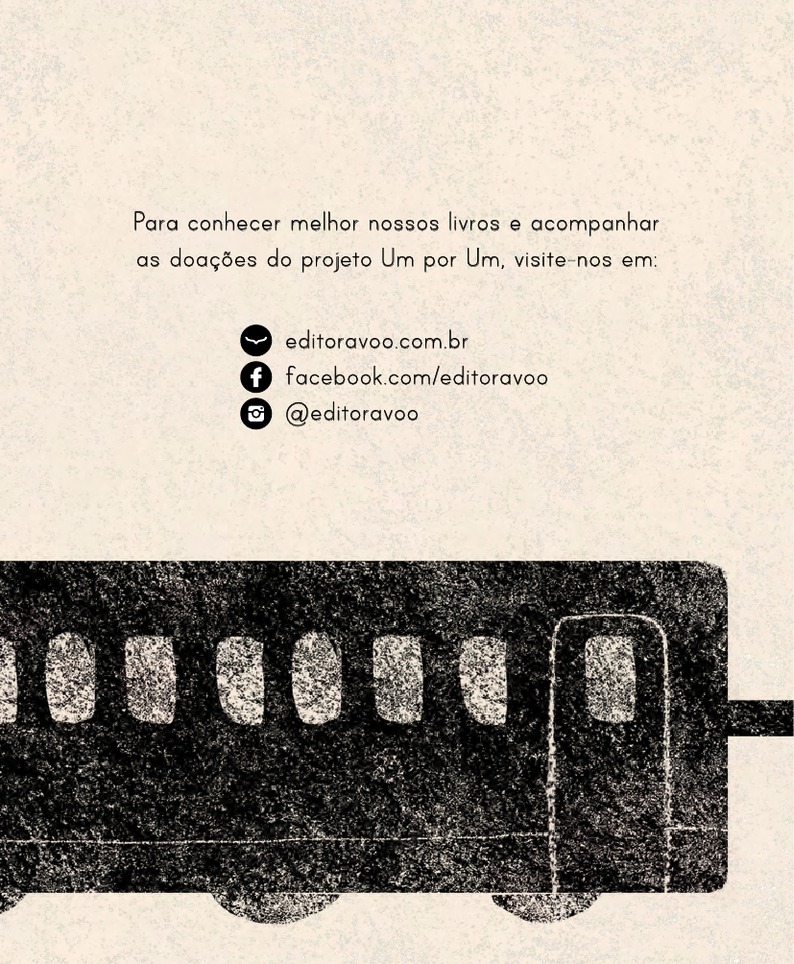 Para conhecer melhor nossos livros e acompanhar
as doações do projeto Um por Um, visite-nos em:
editoravoo.com.br
facebook.com/editoravoo
@editoravoo